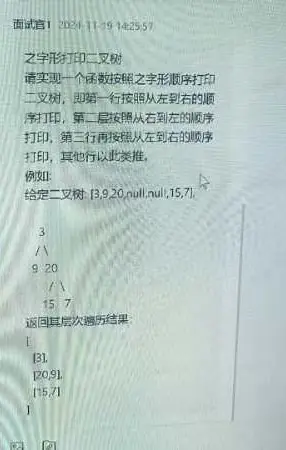 面试官1 2024-11-19 14:25:57
之字形打印二叉树
请实现一个函数按照之字形顺序打印
二叉树，即第一行按照从左到右的顺
序打印，第二层按照从右到左的顺序
打印，第三行再按照从左到右的顺序
打印，其他行以此类推。
例如:
给定二叉树: [3,9,20,null,null,15,7],
3
/ \
9 20
/ \
15 7
返回其层次遍历结果:
[
[3],
[20,9],
[15,7]
]